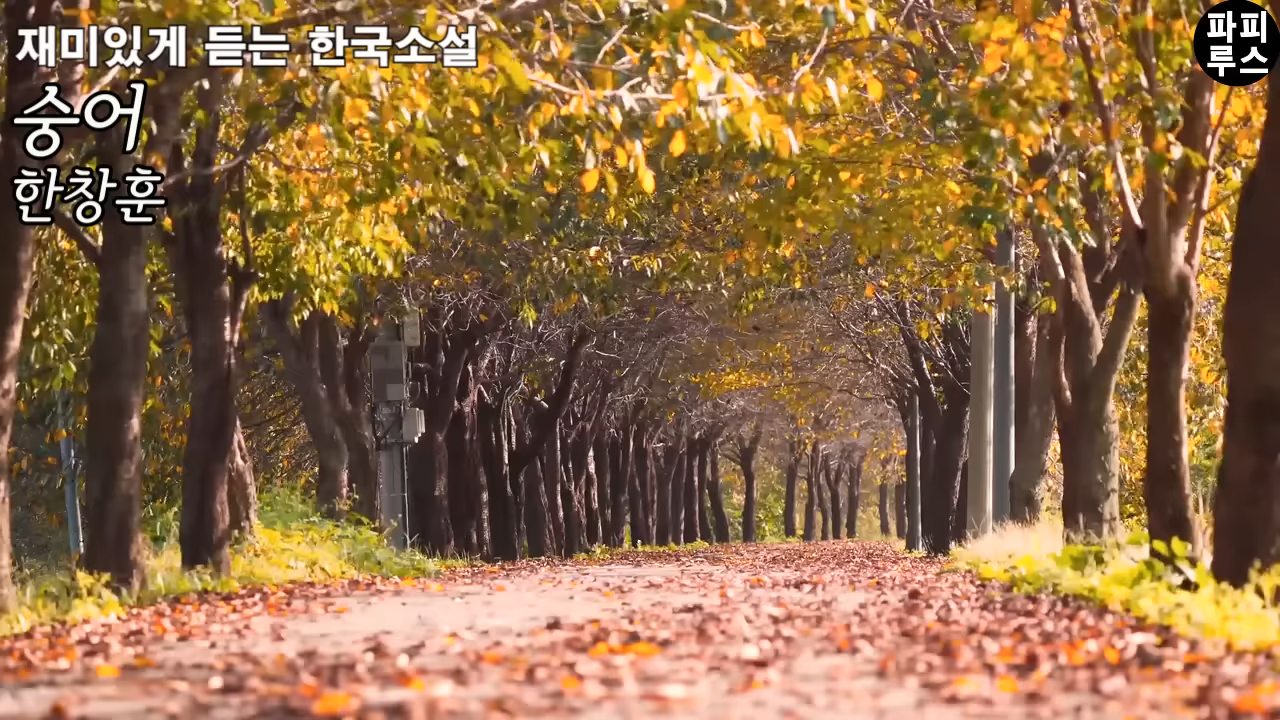 재미있게 듣는 한국소설
숭어
한창훈
파피
루스